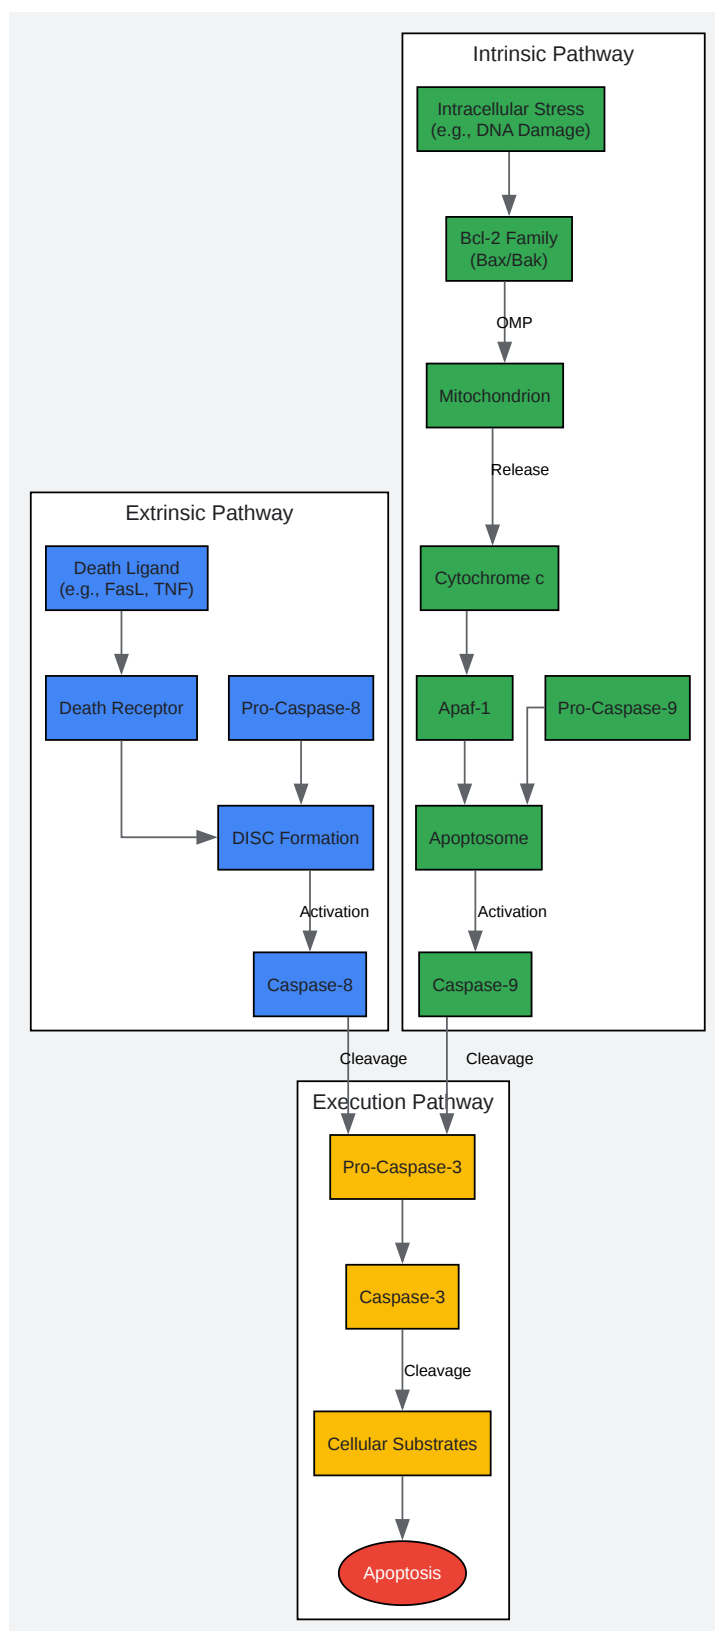 Intrinsic Pathway
Intracellular Stress
(e.g., DNA Damage)
Bcl-2 Family
(Bax/Bak)
OMP
Mitochondrion
Release
Cytochrome c
Apaf-1
Pro-Caspase-9
Apoptosome
Activation
Caspase-9
Cleavage
Extrinsic Pathway
Death Ligand
(e.g., FasL, TNF)
Death Receptor
Pro-Caspase-8
DISC Formation
Activation
Caspase-8
Cleavage
Execution Pathway
Pro-Caspase-3
Caspase-3
Cleavage
Cellular Substrates
Apoptosis